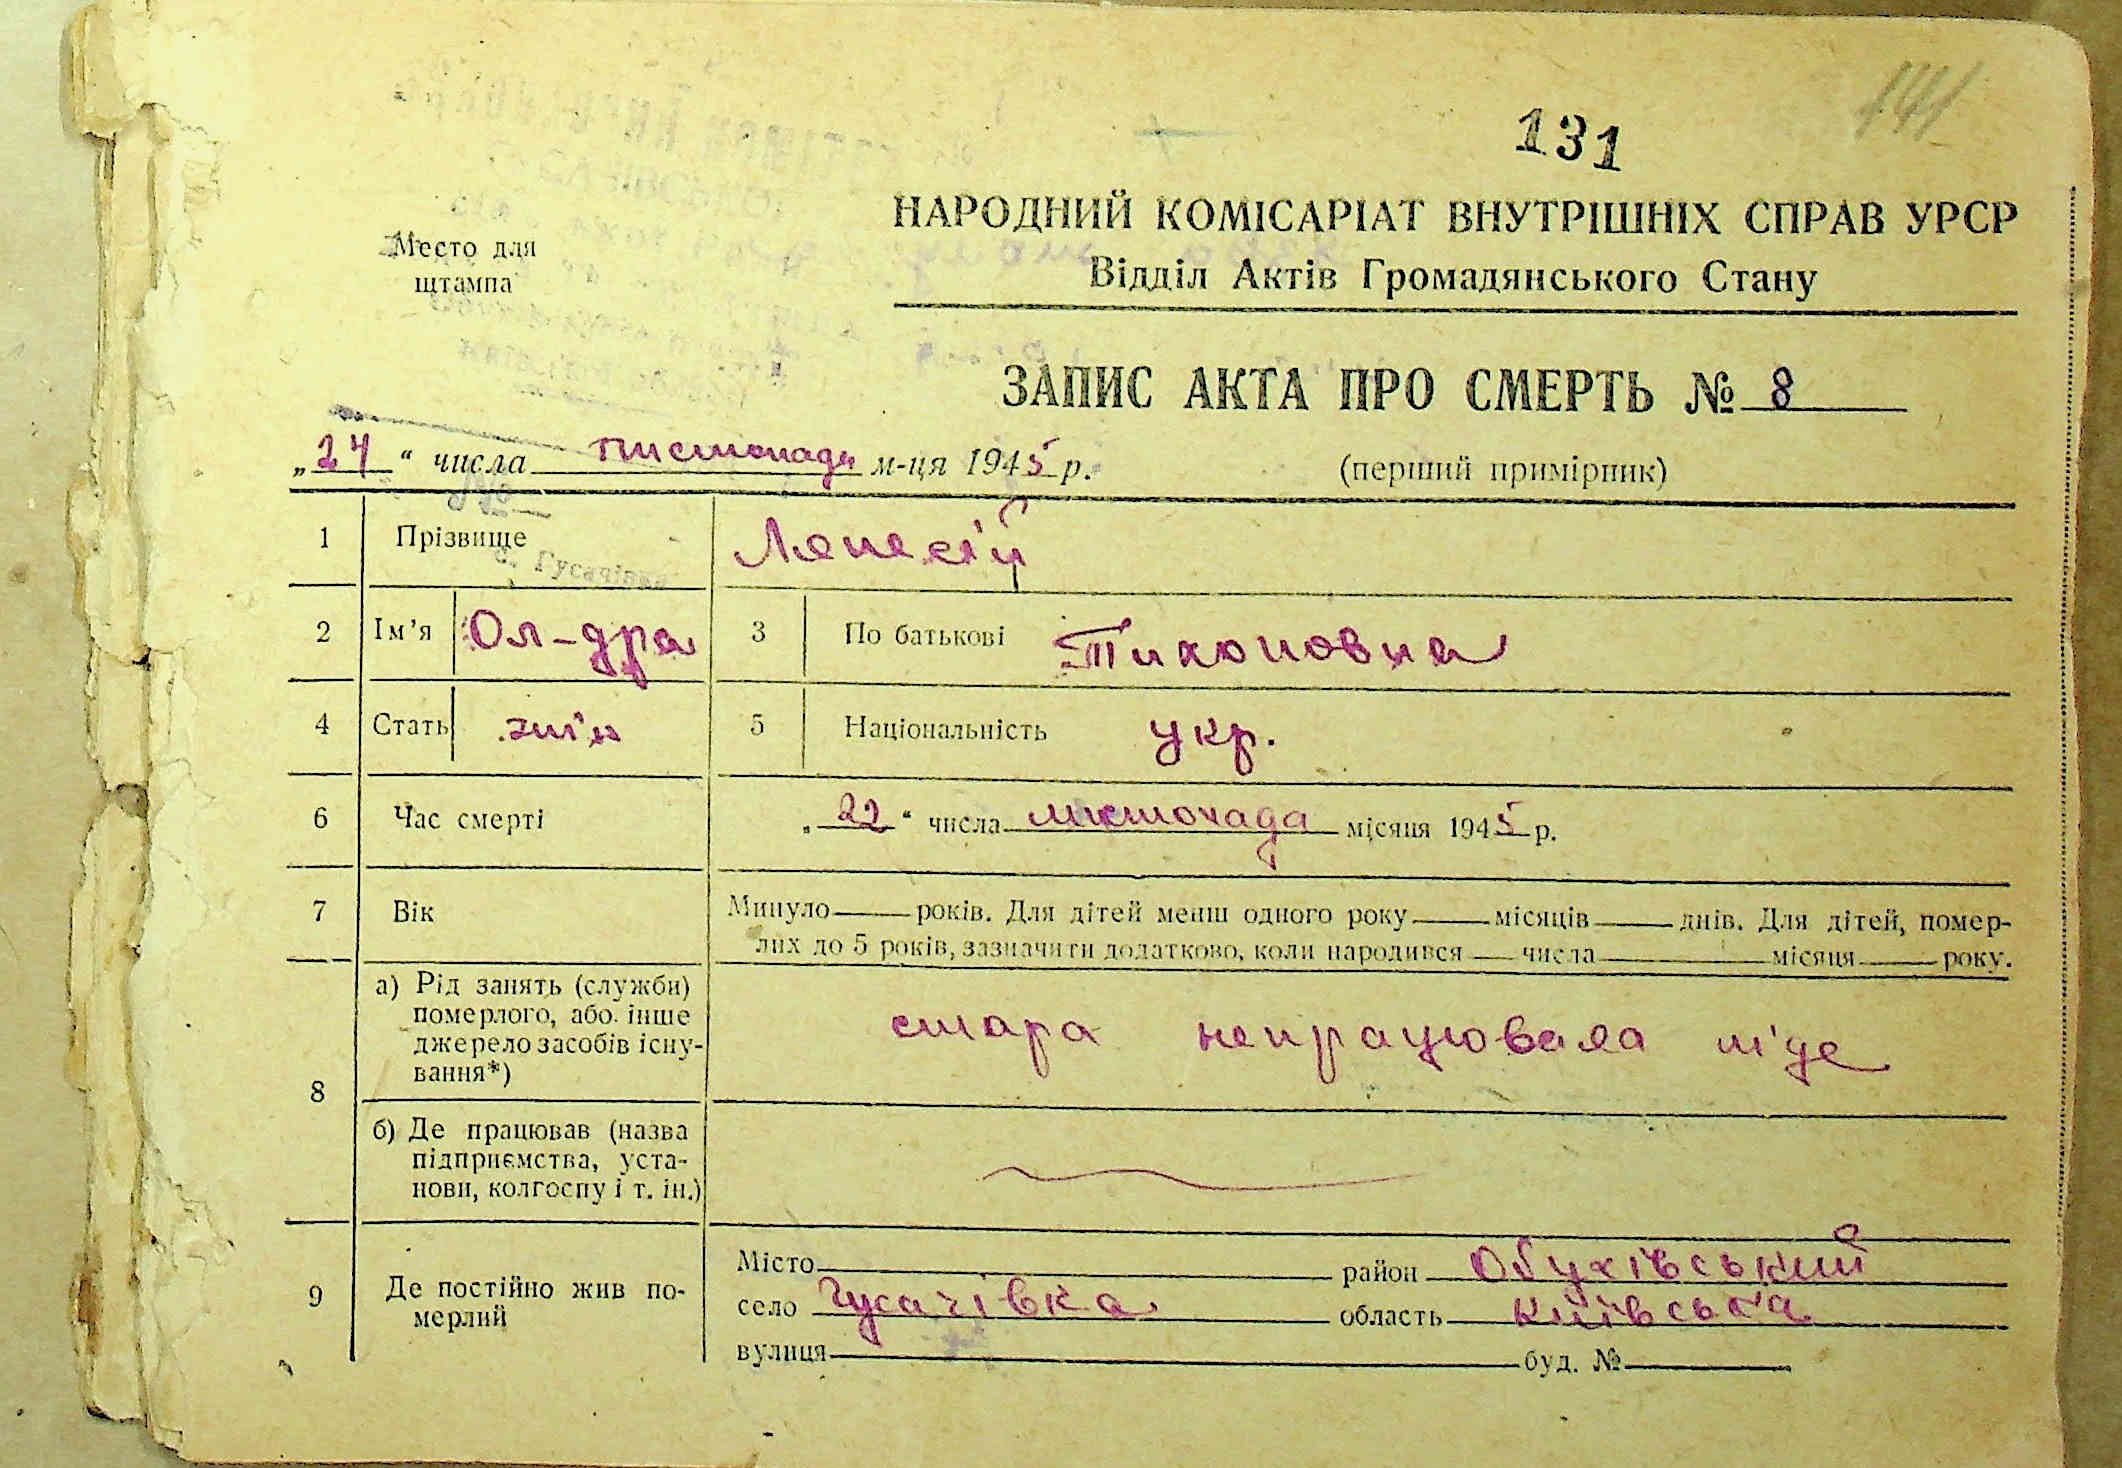 141
131
НАРОДНИЙ КОМІСАРІАТ ВНУТРІШНІХ СПРАВ УРСР
Место для
штампа
Відділ Актів Громадянського Стану
ЗАПИС АКТА ПРО СМЕРТЬ № 8
„24“ числа листопада м-ця 1945 р.
(перший примірник)
№
с. Гусачівка
1 Прізвище
2 Ім'я Ол-дра 3 По батькові Тихоновна
4 Стать жін 5 Національність укр.
6 Час смерті „22“ числа листопада місяця 1945 р.
7 Вік Минуло років. Для дітей менш одного року місяців днів. Для дітей, помер-
лих до 5 років, зазначити додатково, коли народився числа місяця року.
8 а) Рід занять (служби)
померлого, або інше
джерело засобів існу-
вання*)
стара непрацювала ніде
б) Де працював (назва
підприємства, уста-
нови, колгоспу і т. ін.)
9 Де постійно жив по-
мерлий
Місто район Обухівський
село Гусачівка область Київська
вулиця буд. №